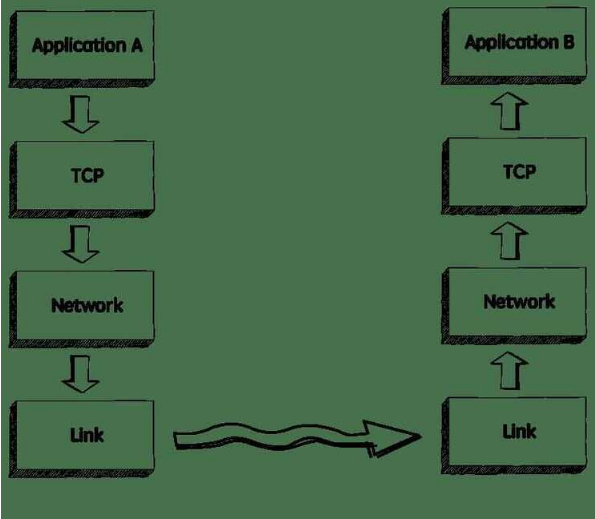 Application A
TCP
Network
Link
Application B
TCP
Network
Link